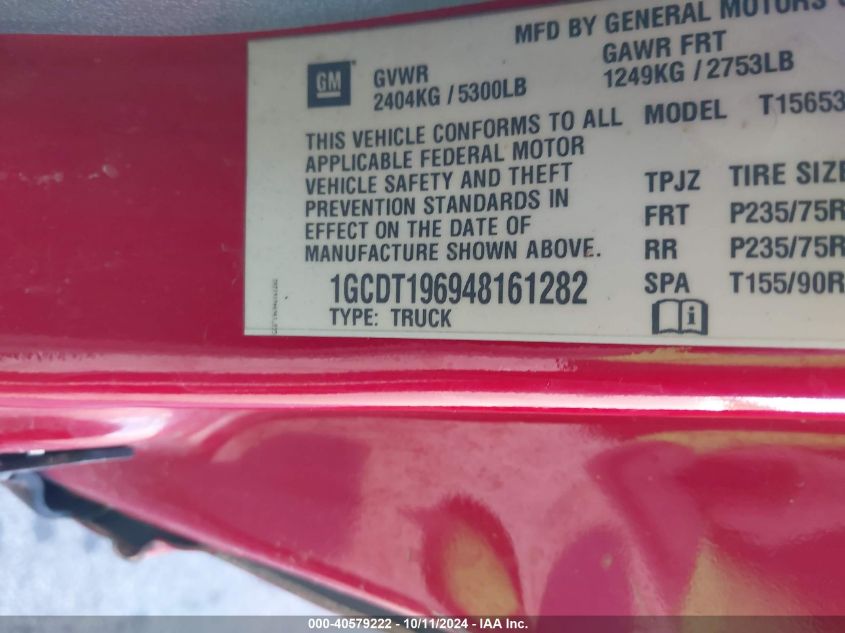 MFD BY GENERAL MOTORS
GM
GVWR
2404KG / 5300LB
GAWR FRT
1249KG / 2753LB
THIS VEHICLE CONFORMS TO ALL
APPLICABLE FEDERAL MOTOR
VEHICLE SAFETY AND THEFT
PREVENTION STANDARDS IN
EFFECT ON THE DATE OF
MANUFACTURE SHOWN ABOVE.
1GCDT196948161282
TYPE: TRUCK
MODEL T15653
TPJZ TIRE SIZE
FRT P235/75R
RR P235/75R
SPA T155/90R
i
000-40579222 - 10/11/2024 - IAA Inc.